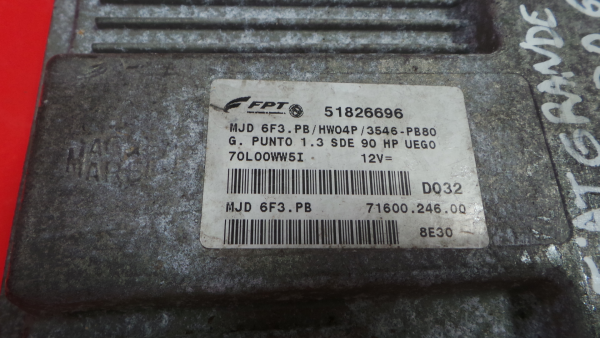 FPT 51826696
MJD 6F3.PB/HW04P/3546-PB80
G. PUNTO 1.3 SDE 90 HP UEGO
70L00WW5I 12V=
D032
MJD 6F3.PB 71600.246.00
8E30
GRANDE